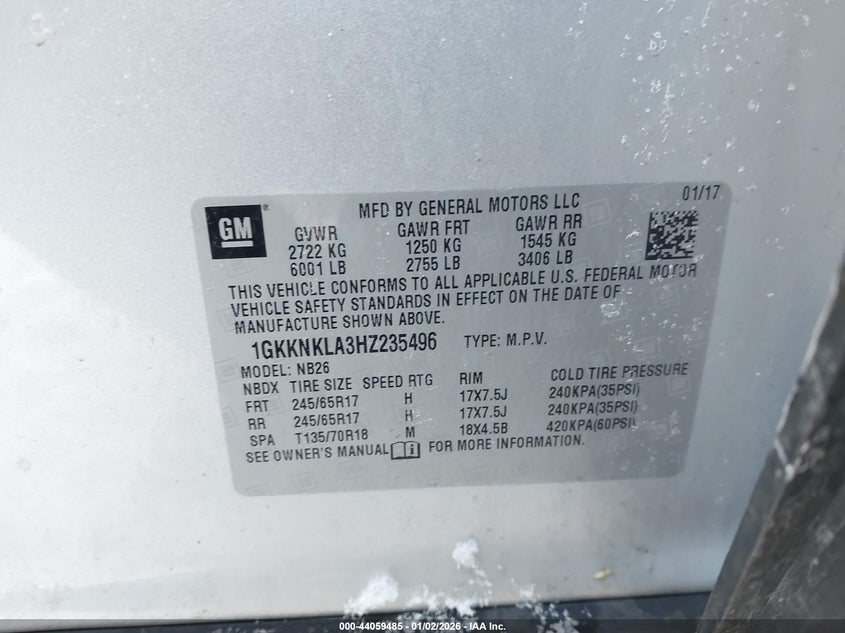 GM ®
MFD BY GENERAL MOTORS LLC 01/17
GVWR GAWR FRT GAWR RR
2722 KG 1250 KG 1545 KG
6001 LB 2755 LB 3406 LB
THIS VEHICLE CONFORMS TO ALL APPLICABLE U.S. FEDERAL MOTOR
VEHICLE SAFETY STANDARDS IN EFFECT ON THE DATE OF
MANUFACTURE SHOWN ABOVE.
1GKKNKLA3HZ235496 TYPE: M.P.V.
MODEL: NB26
NBDX TIRE SIZE SPEED RTG RIM COLD TIRE PRESSURE
FRT 245/65R17 H 17X7.5J 240KPA(35PSI)
RR 245/65R17 H 17X7.5J 240KPA(35PSI)
SPA T135/70R18 M 18X4.5B 420KPA(60PSI)
SEE OWNER'S MANUAL FOR MORE INFORMATION.
000-44059485 - 01/02/2026 - IAA Inc.